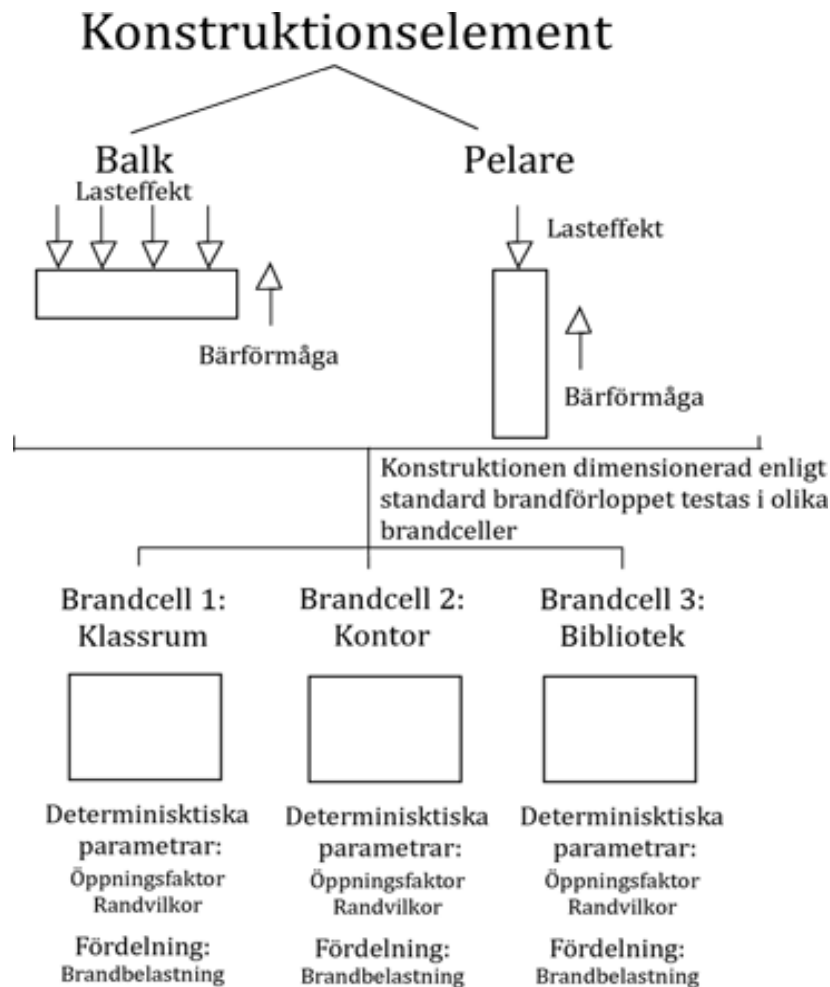 Konstruktionselement
Balk
Lasteffekt
Bärförmåga
Pelare
Lasteffekt
Bärförmåga
Konstruktionen dimensionerad enligt
standard brandförloppet testas i olika
brandceller
Brandcell 1:
Klassrum
Determinisktiska
parametrar:
Öppningsfaktor
Randvilkor
Fördelning:
Brandbelastning
Brandcell 2:
Kontor
Determinisktiska
parametrar:
Öppningsfaktor
Randvilkor
Fördelning:
Brandbelastning
Brandcell 3:
Bibliotek
Determinisktiska
parametrar:
Öppningsfaktor
Randvilkor
Fördelning:
Brandbelastning